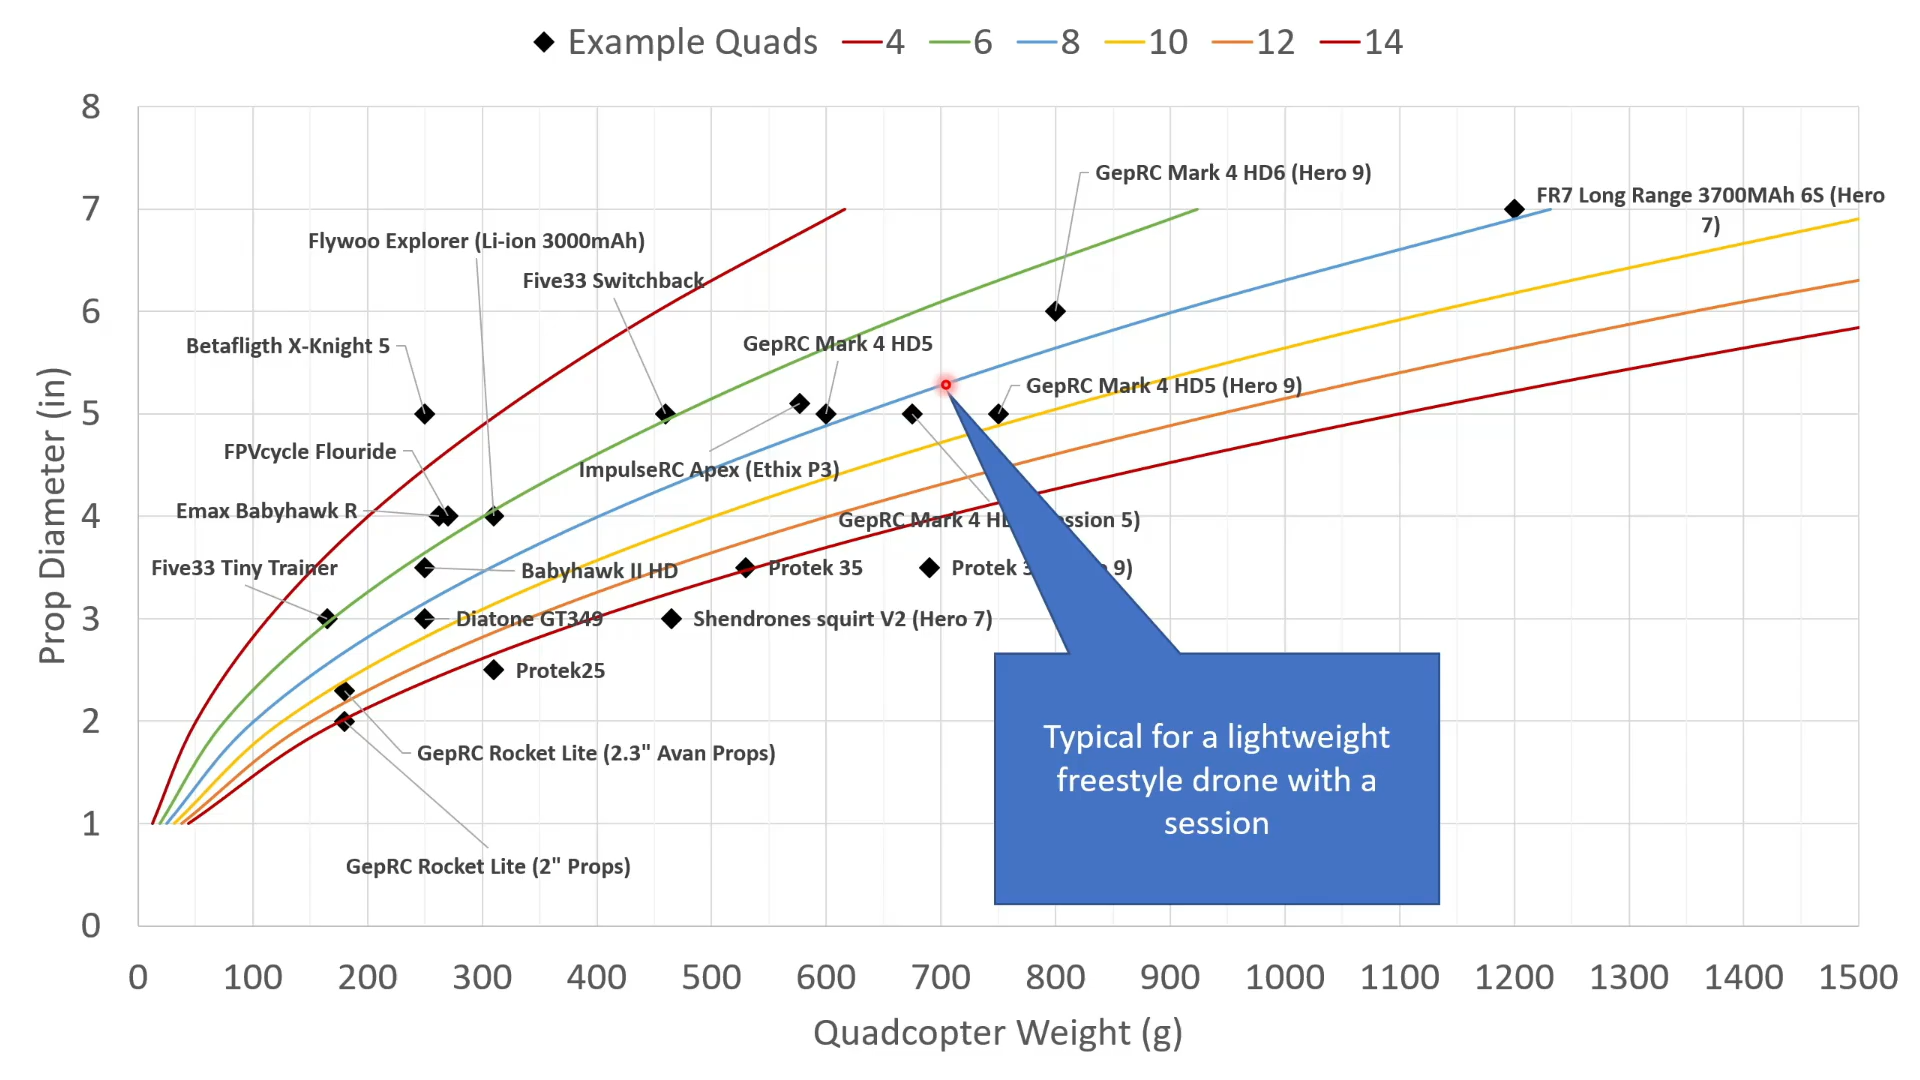 Example Quads 4 6 8 10 12 14
8
7
6
5
4
3
2
1
0
Prop Diameter (in)
GepRC Mark 4 HD6 (Hero 9)
FR7 Long Range 3700MAh 6S (Hero
7)
Flywoo Explorer (Li-ion 3000mAh)
Five33 Switchback
Betafligth X-Knight 5
GepRC Mark 4 HD5
GepRC Mark 4 HD5 (Hero 9)
FPVcycle Flouride
ImpulseRC Apex (Ethix P3)
Emax Babyhawk R
GepRC Mark 4 ession 5)
Five33 Tiny Trainer
Babyhawk II HD
Protek 35
Protek 9)
Diatone GT349
Shendrones squirt V2 (Hero 7)
Protek25
GepRC Rocket Lite (2.3" Avan Props)
GepRC Rocket Lite (2" Props)
Typical for a lightweight
freestyle drone with a
session
0 100 200 300 400 500 600 700 800 900 1000 1100 1200 1300 1400 1500
Quadcopter Weight (g)